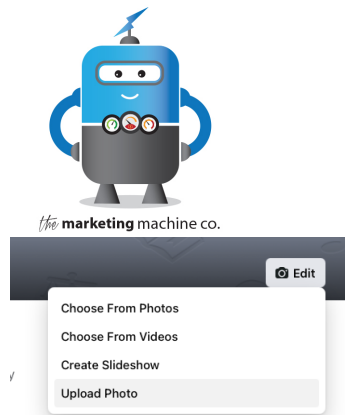 the marketing machine co.
Edit
Choose From Photos
Choose From Videos
Create Slideshow
Upload Photo